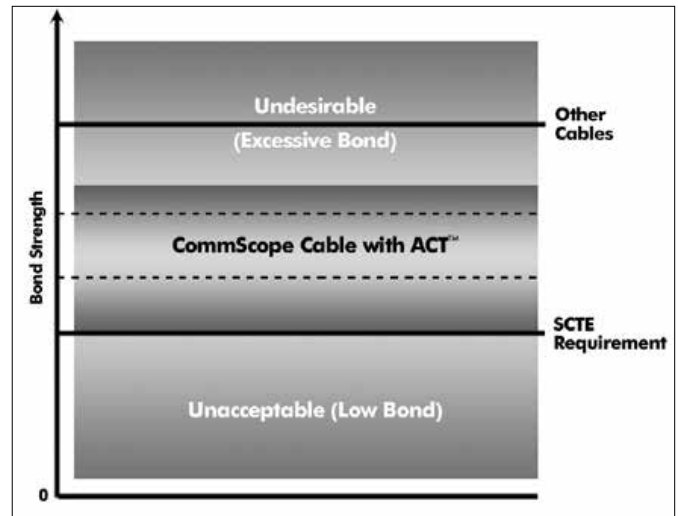 Undesirable
(Excessive Bond)
Other
Cables
Bond Strength
CommScope Cable with ACT™
SCTE
Requirement
Unacceptable (Low Bond)
0